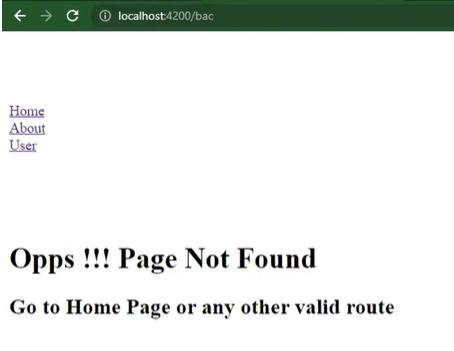 localhost:4200/bac
Home
About
User
Opps !!! Page Not Found
Go to Home Page or any other valid route